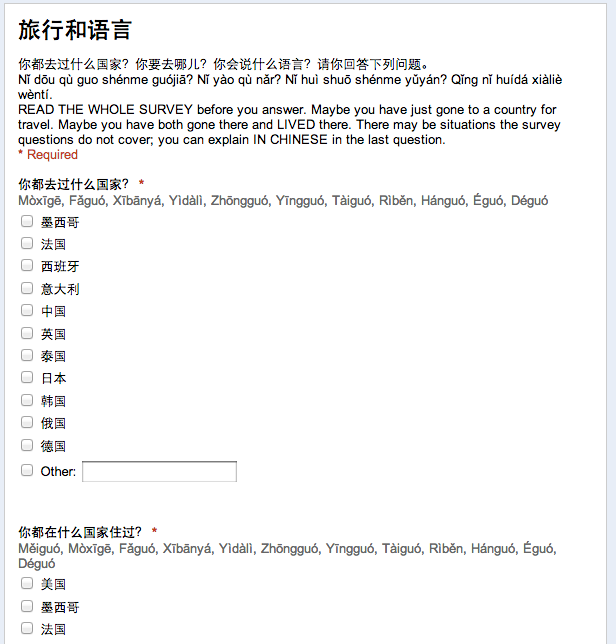 旅行和语言
你都去过什么国家？你要去哪儿？你会说什么语言？请你回答下列问题。
Nǐ dōu qù guo shénme guójiā? Nǐ yào qù nǎr? Nǐ huì shuō shénme yǔyán? Qǐng nǐ huídá xiàliè
wèntí.
READ THE WHOLE SURVEY before you answer. Maybe you have just gone to a country for
travel. Maybe you have both gone there and LIVED there. There may be situations the survey
questions do not cover; you can explain IN CHINESE in the last question.
* Required
你都去过什么国家？ *
Mòxīgē, Fǎguó, Xībānyá, Yìdàlì, Zhōngguó, Yīngguó, Tàiguó, Rìběn, Hánguó, Éguó, Déguó
墨西哥
法国
西班牙
意大利
中国
英国
泰国
日本
韩国
俄国
德国
Other:
你都在什么国家住过？ *
Měiguó, Mòxīgē, Fǎguó, Xībānyá, Yìdàlì, Zhōngguó, Yīngguó, Tàiguó, Rìběn, Hánguó, Éguó,
Déguó
美国
墨西哥
法国